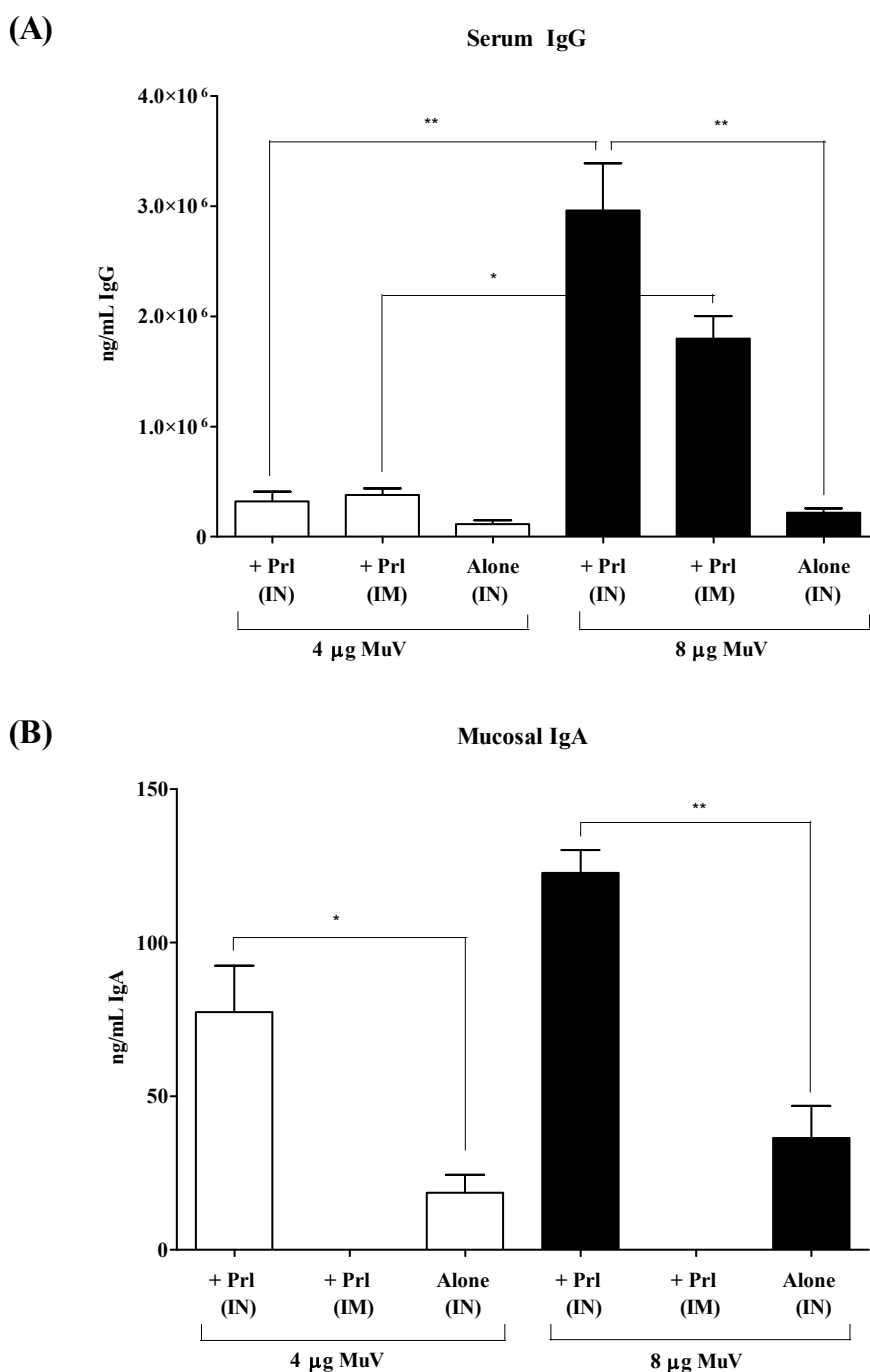 (A)
Serum IgG
4.0×10⁶
**
**
3.0×10⁶
*
ng/mL IgG
2.0×10⁶
1.0×10⁶
0
+ Prl + Prl Alone + Prl + Prl Alone
(IN) (IM) (IN) (IN) (IM) (IN)
4 µg MuV 8 µg MuV
(B)
Mucosal IgA
150
**
*
100
ng/mL IgA
50
0
+ Prl + Prl Alone + Prl + Prl Alone
(IN) (IM) (IN) (IN) (IM) (IN)
4 µg MuV 8 µg MuV